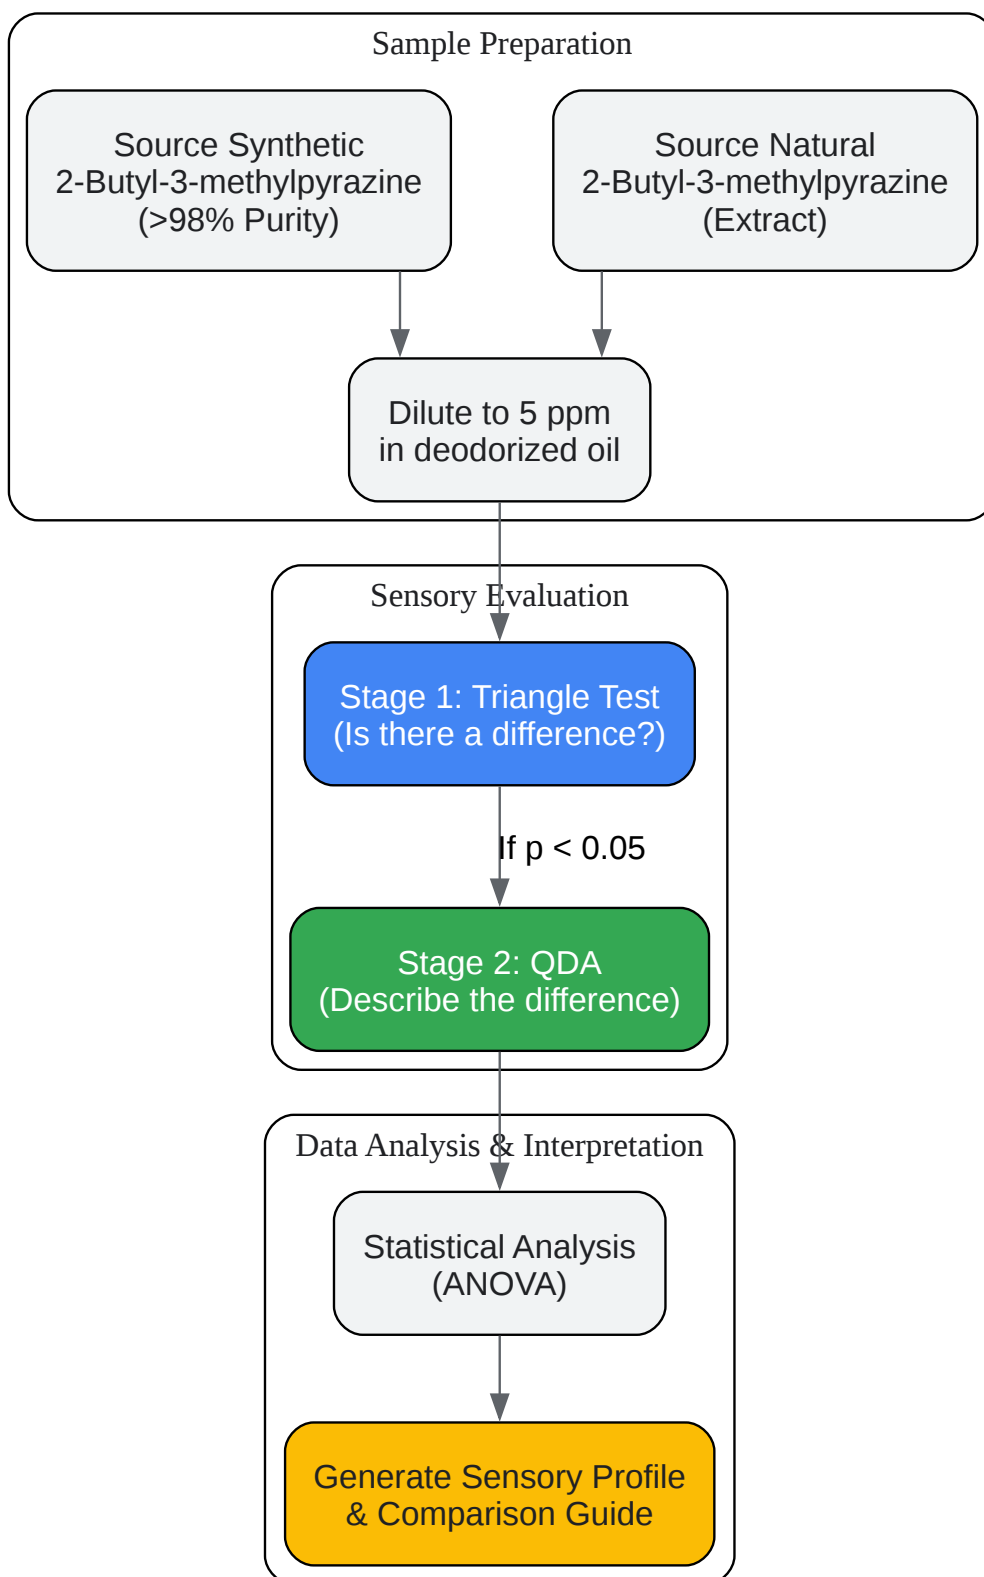 Sample Preparation
Source Synthetic
2-Butyl-3-methylpyrazine
(>98% Purity)
Source Natural
2-Butyl-3-methylpyrazine
(Extract)
Dilute to 5 ppm
in deodorized oil
Sensory Evaluation
Stage 1: Triangle Test
(Is there a difference?)
If p < 0.05
Stage 2: QDA
(Describe the difference)
Data Analysis & Interpretation
Statistical Analysis
(ANOVA)
Generate Sensory Profile
& Comparison Guide